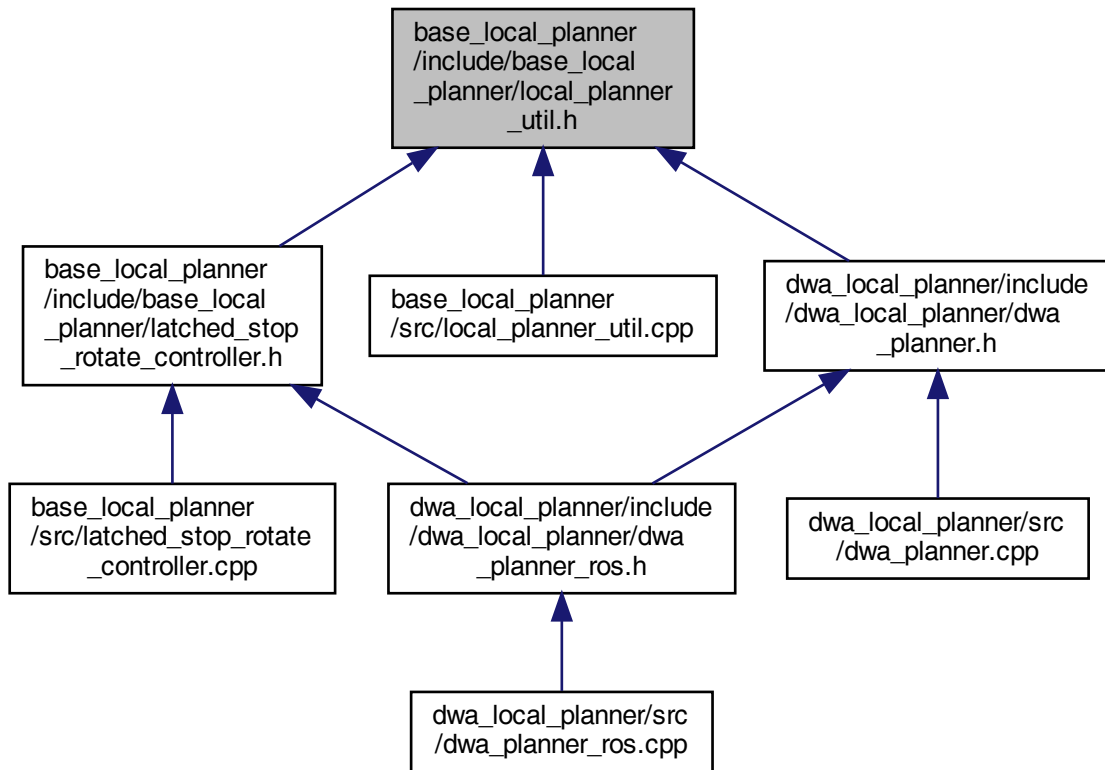 base_local_planner
/include/base_local
_planner/local_planner
_util.h
base_local_planner
/include/base_local
_planner/latched_stop
_rotate_controller.h
base_local_planner
/src/local_planner_util.cpp
dwa_local_planner/include
/dwa_local_planner/dwa
_planner.h
base_local_planner
/src/latched_stop_rotate
_controller.cpp
dwa_local_planner/include
/dwa_local_planner/dwa
_planner_ros.h
dwa_local_planner/src
/dwa_planner.cpp
dwa_local_planner/src
/dwa_planner_ros.cpp